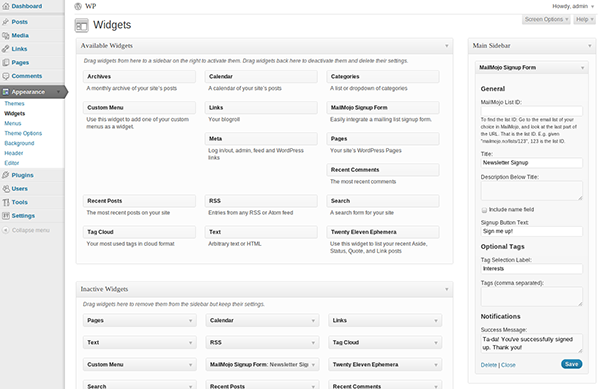 Dashboard
Posts
Media
Links
Pages
Comments
Appearance
Themes
Widgets
Menus
Theme Options
Background
Header
Editor
Plugins
Users
Tools
Settings
Collapse menu
WP
Howdy, admin
Widgets
Screen Options
Help
Available Widgets
Drag widgets from here to a sidebar on the right to activate them. Drag widgets back here to deactivate them and delete their settings.
Archives
A monthly archive of your site's posts
Calendar
A calendar of your site's posts
Categories
A list or dropdown of categories
Custom Menu
Use this widget to add one of your custom
menus as a widget.
Links
Your blogroll
MailMojo Signup Form
Easily integrate a mailing list signup form.
Meta
Log in/out, admin, feed and WordPress
links
Pages
Your site's WordPress Pages
Recent Comments
The most recent comments
Recent Posts
The most recent posts on your site
RSS
Entries from any RSS or Atom feed
Search
A search form for your site
Tag Cloud
Your most used tags in cloud format
Text
Arbitrary text or HTML
Twenty Eleven Ephemera
Use this widget to list your recent Aside,
Status, Quote, and Link posts
Inactive Widgets
Drag widgets here to remove them from the sidebar but keep their settings.
Pages
Calendar
Links
Text
RSS
Tag Cloud
Custom Menu
MailMojo Signup Form: Newsletter Sig
Twenty Eleven Ephemera
Search
Recent Posts
Recent Comments
Main Sidebar
MailMojo Signup Form
General
MailMojo List ID:
To find the list ID: Go to the email list of your
choice in MailMojo, and look at the last part of
the URL. That is the list ID. E.g. given
"mailmojo.no/lists/123", 123 is the list ID.
Title:
Newsletter Signup
Description Below Title:
Include name field
Signup Button Text:
Sign me up!
Optional Tags
Tag Selection Label:
Interests
Tags (comma separated):
Notifications
Success Message:
Ta-da! You've successfully signed
up. Thank you!
Delete | Close
Save